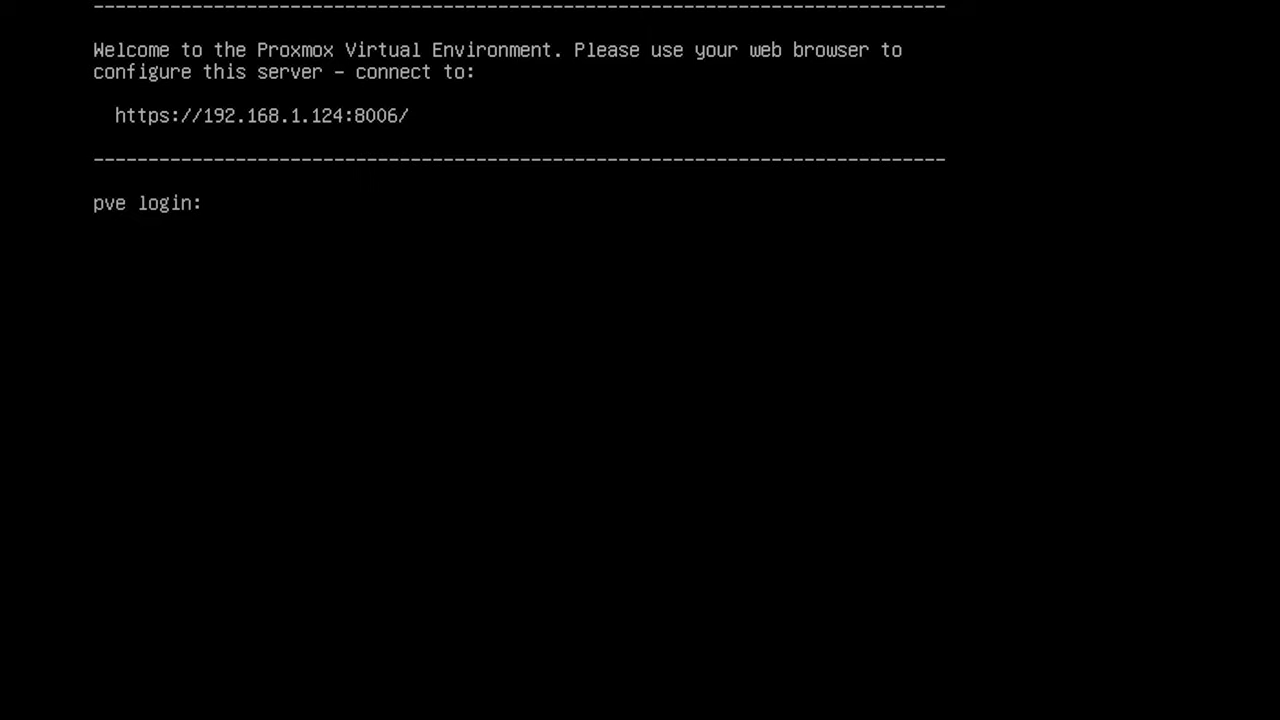 ------------------------------------------------------------------------------
Welcome to the Proxmox Virtual Environment. Please use your web browser to
configure this server - connect to:
https://192.168.1.124:8006/
------------------------------------------------------------------------------
pve login: